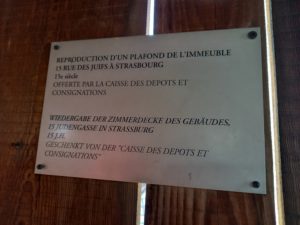 REPRODUCTION D'UN PLAFOND DE L'IMMEUBLE
15 RUE DES JUIFS À STRASBOURG
15e siècle
OFFERTE PAR LA CAISSE DES DEPOTS ET
CONSIGNATIONS
WIEDERGABE DER ZIMMERDECKE DES GEBÄUDES,
15 JUDENGASSE IN STRASSBURG
15 J.H.
GESCHENKT VON DER "CAISSE DES DEPOTS ET
CONSIGNATIONS"